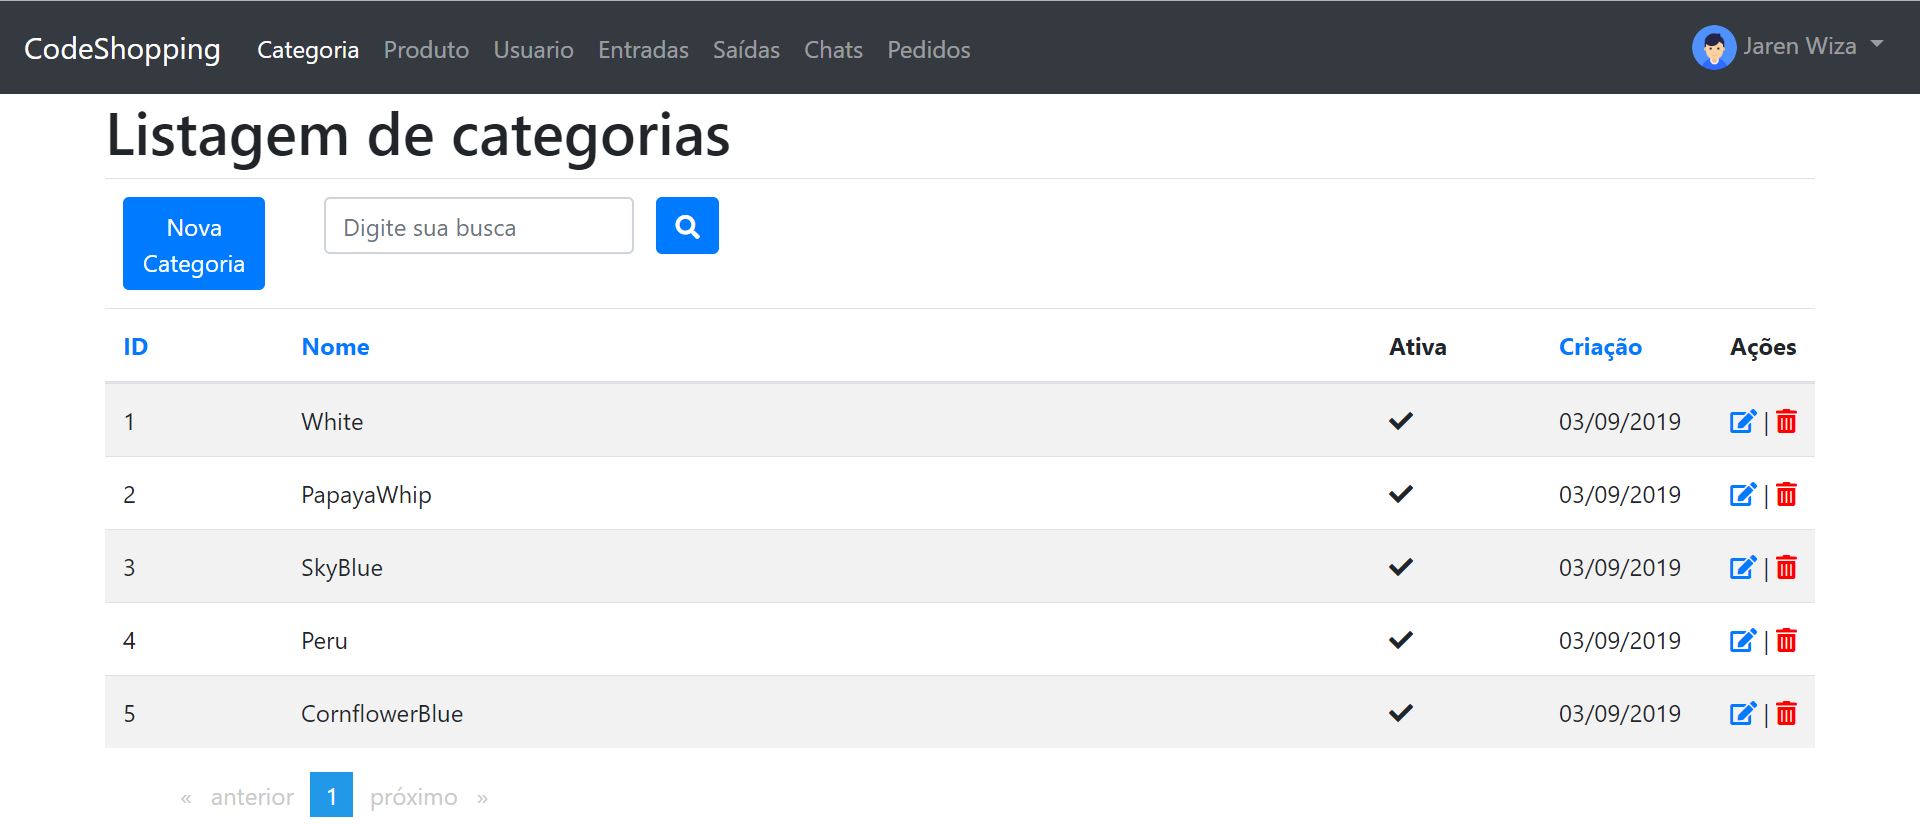 CodeShopping Categoria Produto Usuario Entradas Saídas Chats Pedidos Jaren Wiza
Listagem de categorias
Nova
Categoria
Digite sua busca
ID Nome Ativa Criação Ações
1 White 03/09/2019 |
2 PapayaWhip 03/09/2019 |
3 SkyBlue 03/09/2019 |
4 Peru 03/09/2019 |
5 CornflowerBlue 03/09/2019 |
« anterior 1 próximo »